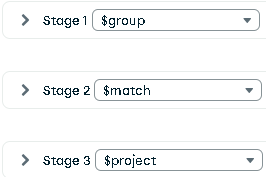 Stage 1 $group
Stage 2 $match
Stage 3 $project